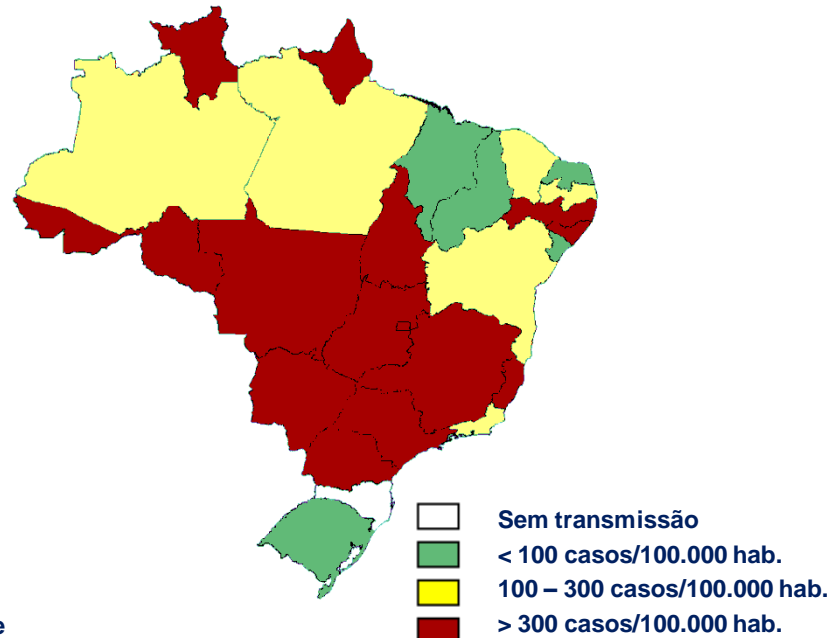 Sem transmissão
< 100 casos/100.000 hab.
100 – 300 casos/100.000 hab.
> 300 casos/100.000 hab.
e